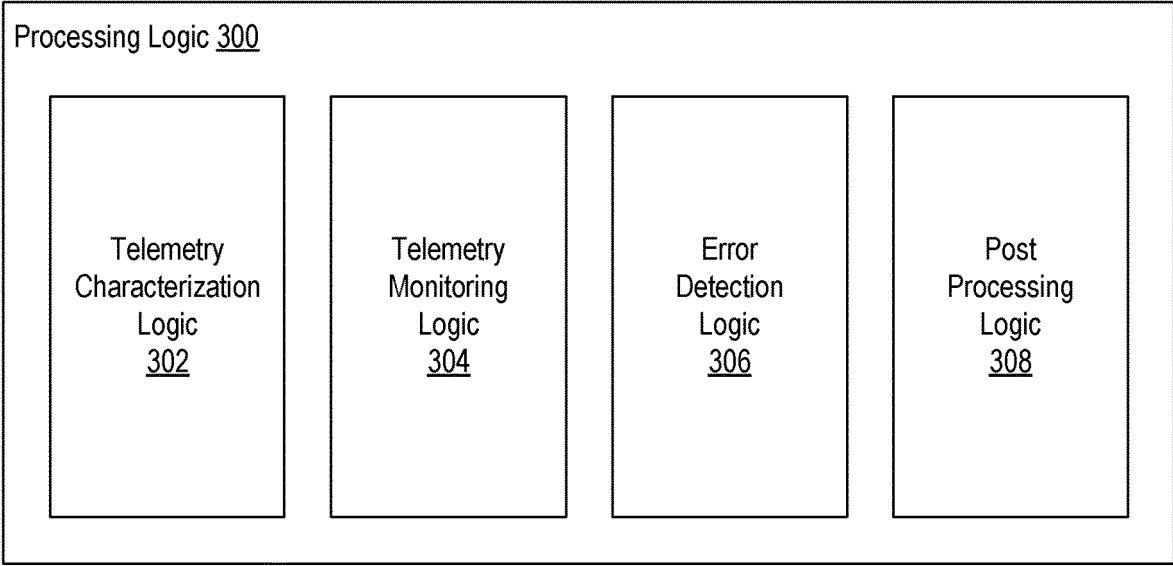 Processing Logic 300
Telemetry
Characterization
Logic
302
Telemetry
Monitoring
Logic
304
Error
Detection
Logic
306
Post
Processing
Logic
308